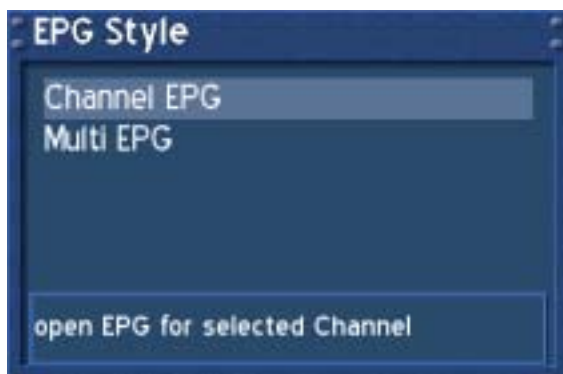 EPG Style
Channel EPG
Multi EPG
open EPG for selected Channel